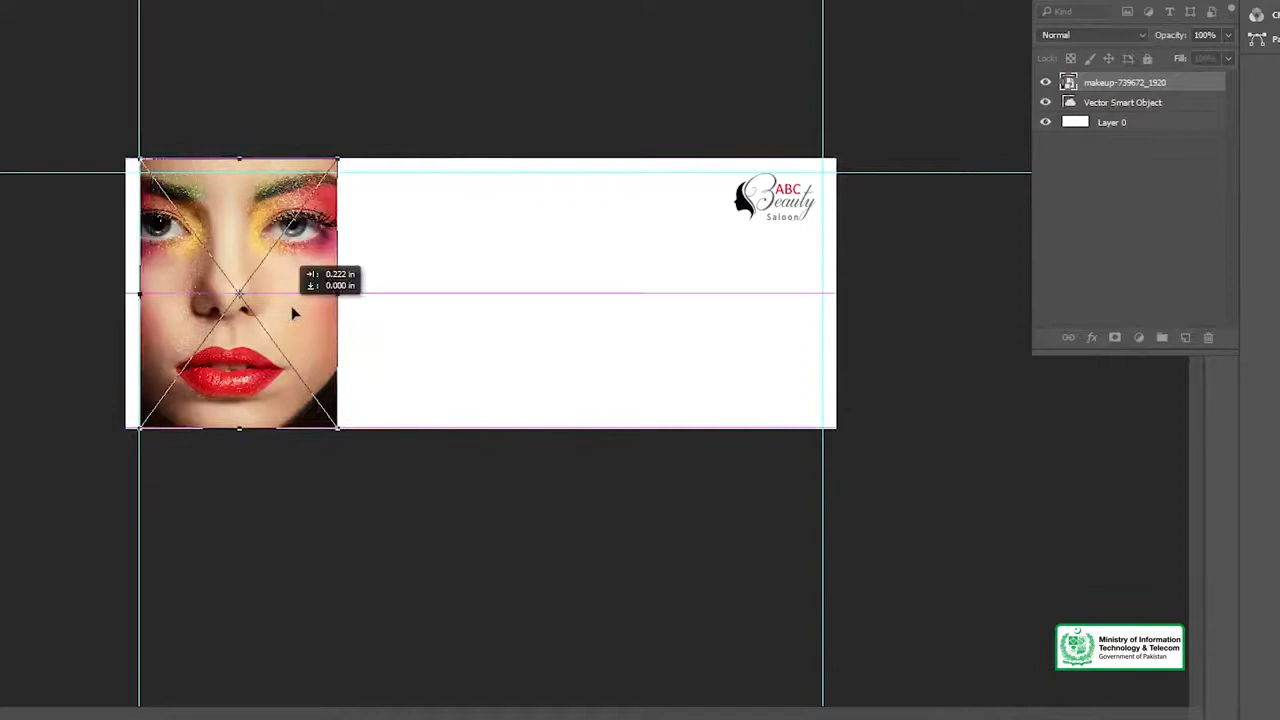 Kind
Normal
Opacity: 100%
Lock:
Fill: 100%
makepu-739672_1920
Vector Smart Object
Layer 0
ABC
Beauty
Saloon
0.222 in
0.000 in
Ministry of Information
Technology & Telecom
Government of Pakistan